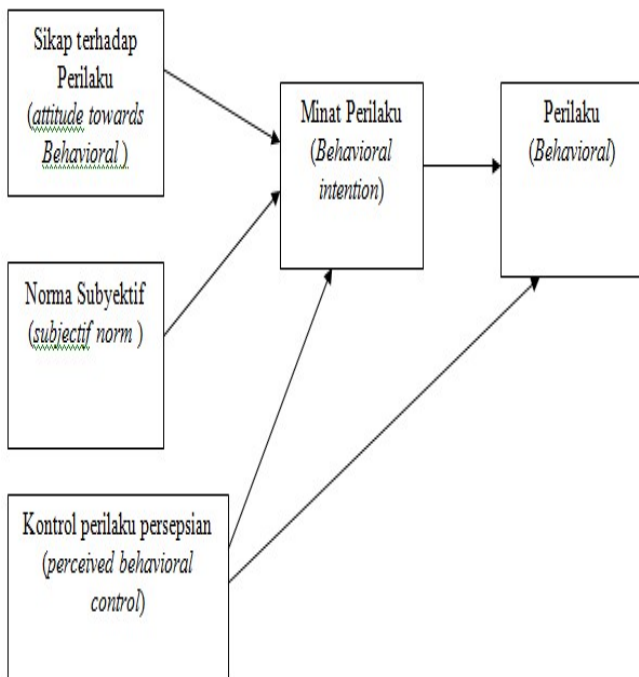 Sikap terhadap
Perilaku
(attitude towards
Behavioral )
Minat Perilaku
(Behavioral
intention)
Perilaku
(Behavioral)
Norma Subyektif
(subjectif norm )
Kontrol perilaku persepsian
(perceived behavioral
control)